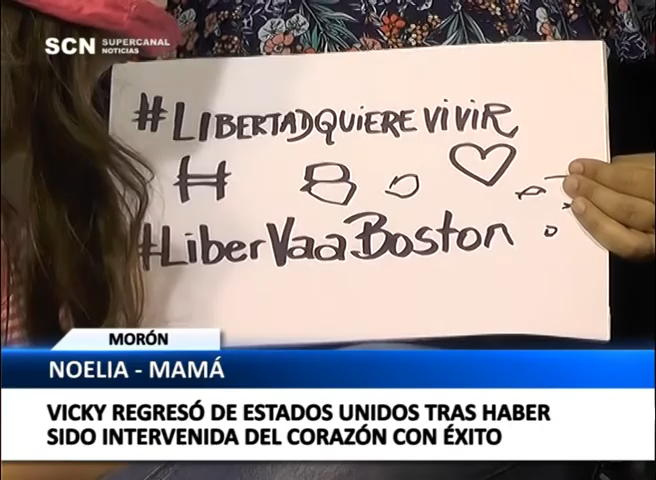 SCN SUPERCANAL
NOTICIAS
#LIBERTADQUIEREVIVIR
H 8
#LiberVaaBoston
MORÓN
NOELIA - MAMÁ
VICKY REGRESÓ DE ESTADOS UNIDOS TRAS HABER
SIDO INTERVENIDA DEL CORAZÓN CON ÉXITO